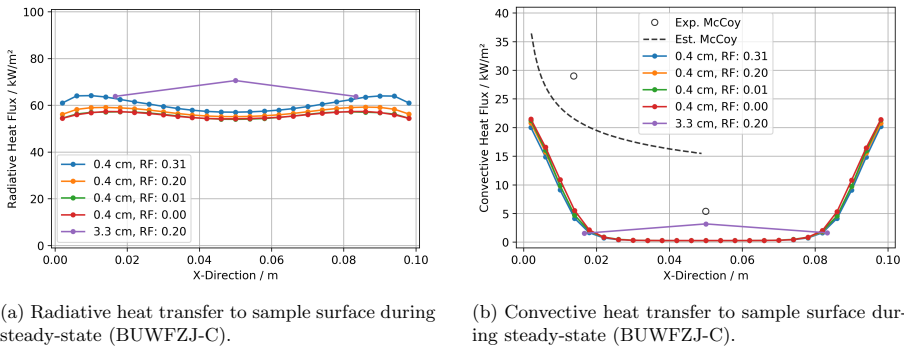 100
80
60
40
20
0
Radiative Heat Flux / kW/m²
0.4 cm, RF: 0.31
0.4 cm, RF: 0.20
0.4 cm, RF: 0.01
0.4 cm, RF: 0.00
3.3 cm, RF: 0.20
0.00
0.02
0.04
0.06
0.08
0.10
X-Direction / m
(a) Radiative heat transfer to sample surface during
steady-state (BUWFZJ-C).
40
35
30
25
20
15
10
5
0
Convective Heat Flux / kW/m²
Exp. McCoy
Est. McCoy
0.4 cm, RF: 0.31
0.4 cm, RF: 0.20
0.4 cm, RF: 0.01
0.4 cm, RF: 0.00
3.3 cm, RF: 0.20
0.00
0.02
0.04
0.06
0.08
0.10
X-Direction / m
(b) Convective heat transfer to sample surface dur-
ing steady-state (BUWFZJ-C).